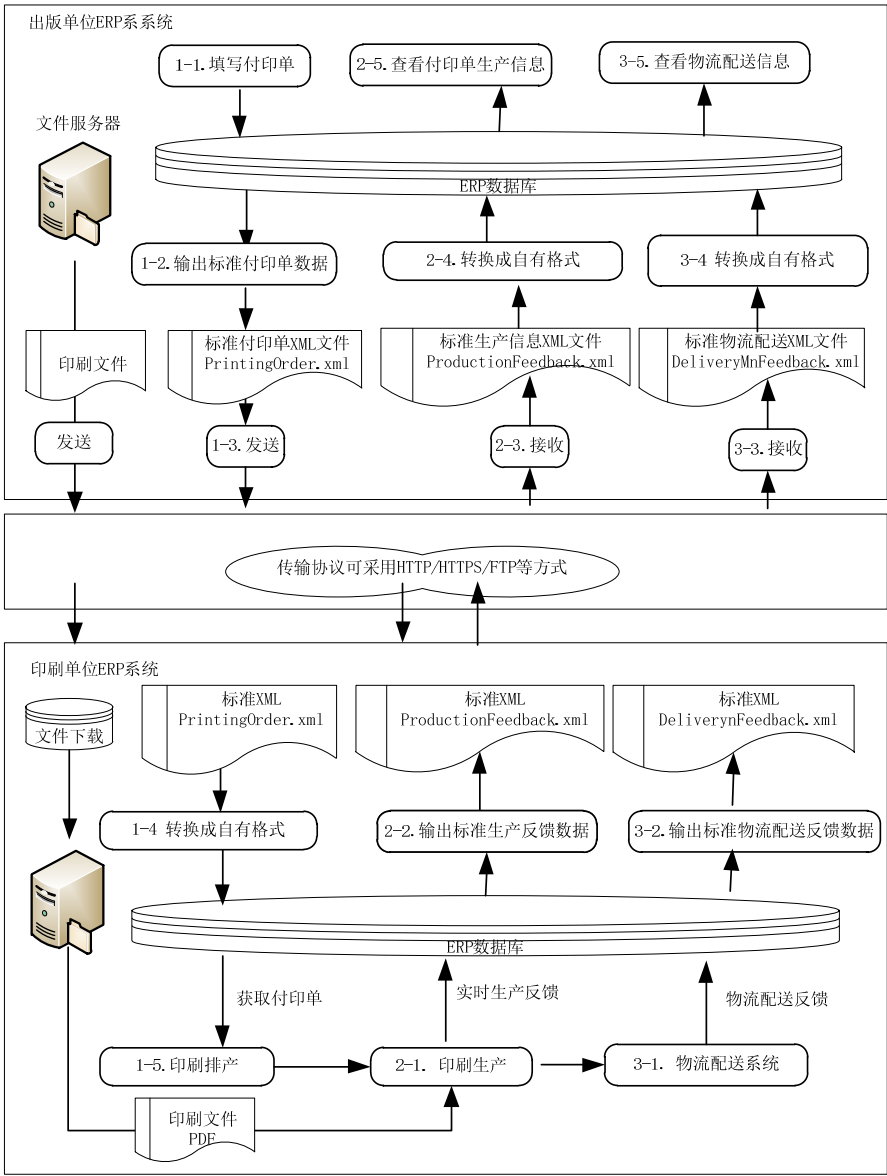 出版单位ERP系系统
1-1.填写付印单
2-5.查看付印单生产信息
3-5.查看物流配送信息
文件服务器
ERP数据库
1-2.输出标准付印单数据
2-4.转换成自有格式
3-4 转换成自有格式
印刷文件
标准付印单XML文件
PrintingOrder.xml
标准生产信息XML文件
ProductionFeedback.xml
标准物流配送XML文件
DeliveryMnFeedback.xml
发送
1-3.发送
2-3.接收
3-3.接收
传输协议可采用HTTP/HTTPS/FTP等方式
印刷单位ERP系统
文件下载
标准XML
PrintingOrder.xml
标准XML
ProductionFeedback.xml
标准XML
DeliverynFeedback.xml
1-4 转换成自有格式
2-2.输出标准生产反馈数据
3-2.输出标准物流配送反馈数据
ERP数据库
获取付印单
实时生产反馈
物流配送反馈
1-5.印刷排产
2-1. 印刷生产
3-1. 物流配送系统
印刷文件
PDF